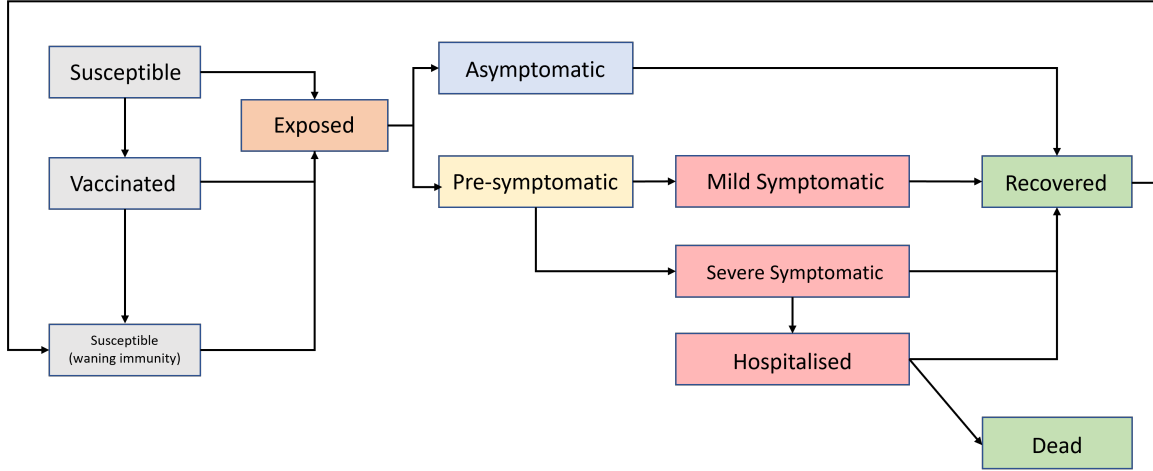 Susceptible
Asymptomatic
Exposed
Vaccinated
Pre-symptomatic
Mild Symptomatic
Recovered
Severe Symptomatic
Susceptible
(waning immunity)
Hospitalised
Dead